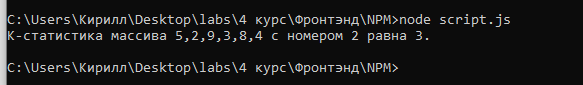 C:\Users\Кирилл\Desktop\labs\4 курс\Фронтэнд\NPM>node script.js
К-статистика массива 5,2,9,3,8,4 с номером 2 равна 3.
C:\Users\Кирилл\Desktop\labs\4 курс\Фронтэнд\NPM>